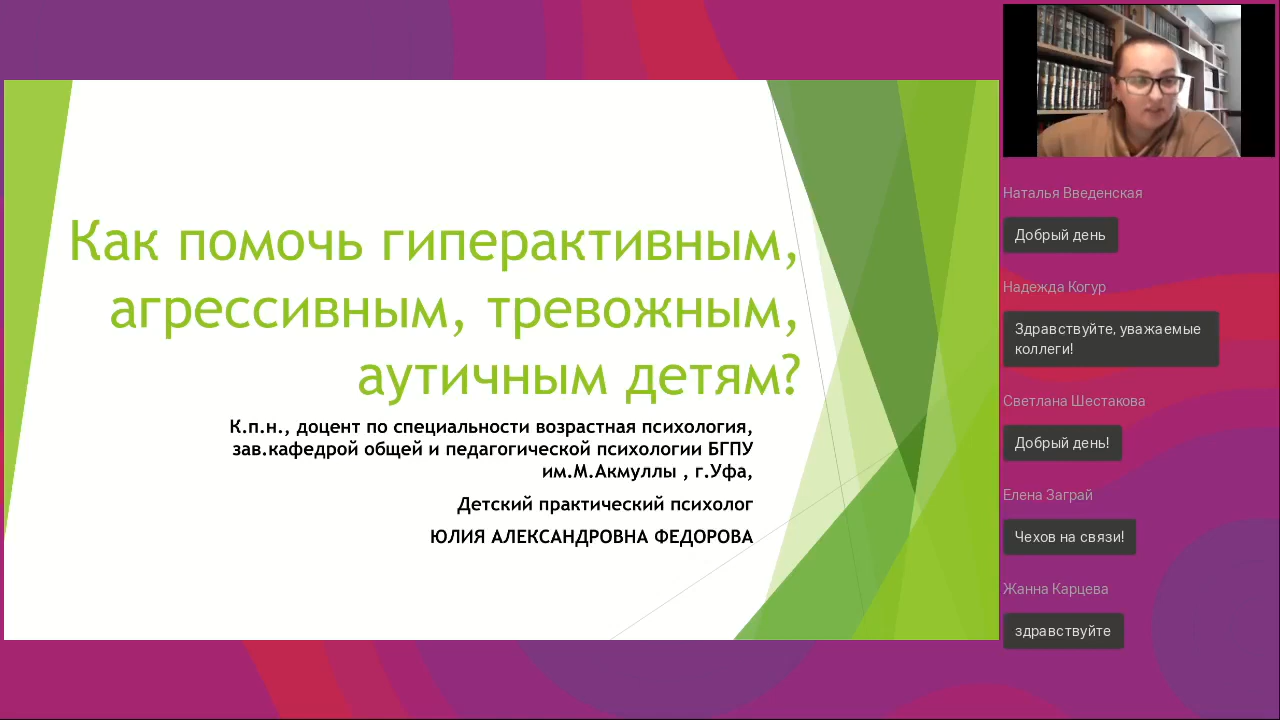 Как помочь гиперактивным,
агрессивным, тревожным,
аутичным детям?
К.п.н., доцент по специальности возрастная психология,
зав.кафедрой общей и педагогической психологии БГПУ
им.М.Акмуллы , г.Уфа,
Детский практический психолог
ЮЛИЯ АЛЕКСАНДРОВНА ФЕДОРОВА
Наталья Введенская
Добрый день
Надежда Когур
Здравствуйте, уважаемые
коллеги!
Светлана Шестакова
Добрый день!
Елена Заграй
Чехов на связи!
Жанна Карцева
здравствуйте